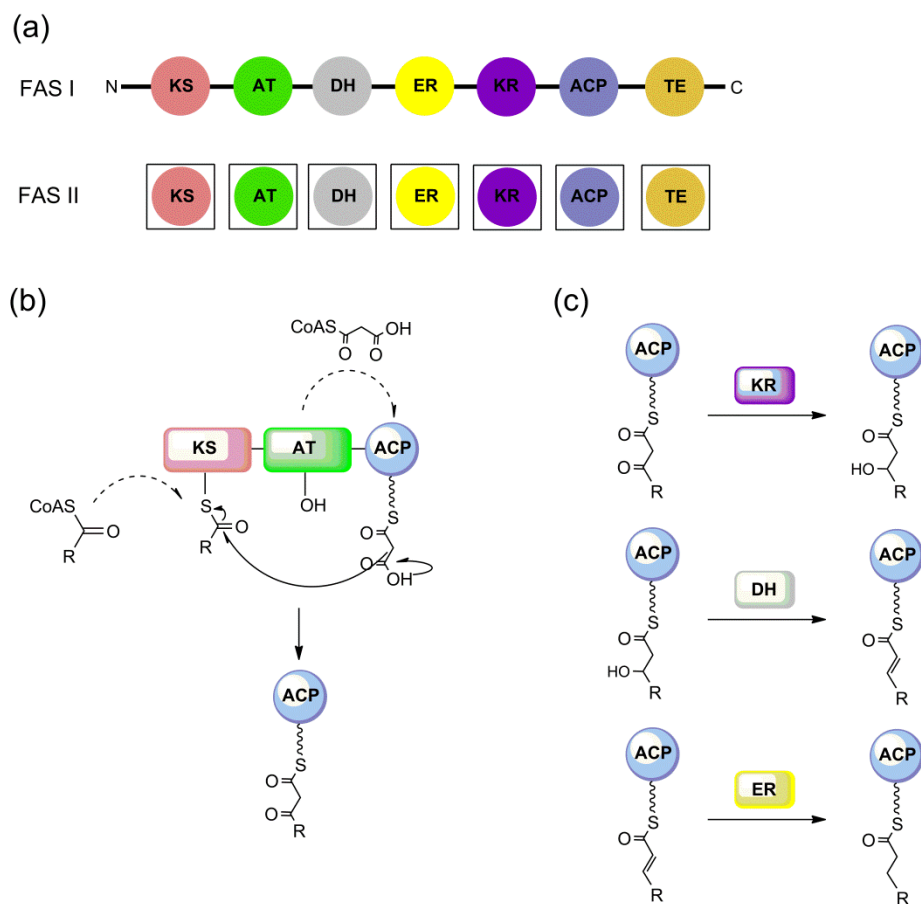 (a)
FAS I N KS AT DH ER KR ACP TE C
FAS II KS AT DH ER KR ACP TE
(b)
CoAS OH
O O
KS AT ACP
CoAS O
R
S
R O
OH
S
O
O OH
ACP
S
O
O
R
(c)
ACP KR ACP
S S
O O
O HO
R R
ACP DH ACP
S S
O O
HO R
R
ACP ER ACP
S S
O O
R R